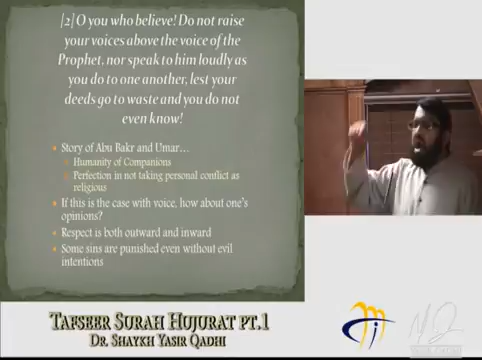 [2] O you who believe! Do not raise
your voices above the voice of the
Prophet, nor speak to him loudly as
you do to one another, lest your
deeds go to waste and you do not
even know!
Story of Abu Bakr and Umar...
Humanity of Companions
Perfection in not taking personal conflict as
religious
If this is the case with voice, how about one's
opinions?
Respect is both outward and inward
Some sins are punished even without evil
intentions
Tafseer Surah Hujurat pt.1
Dr. Shaykh Yasir Qadhi